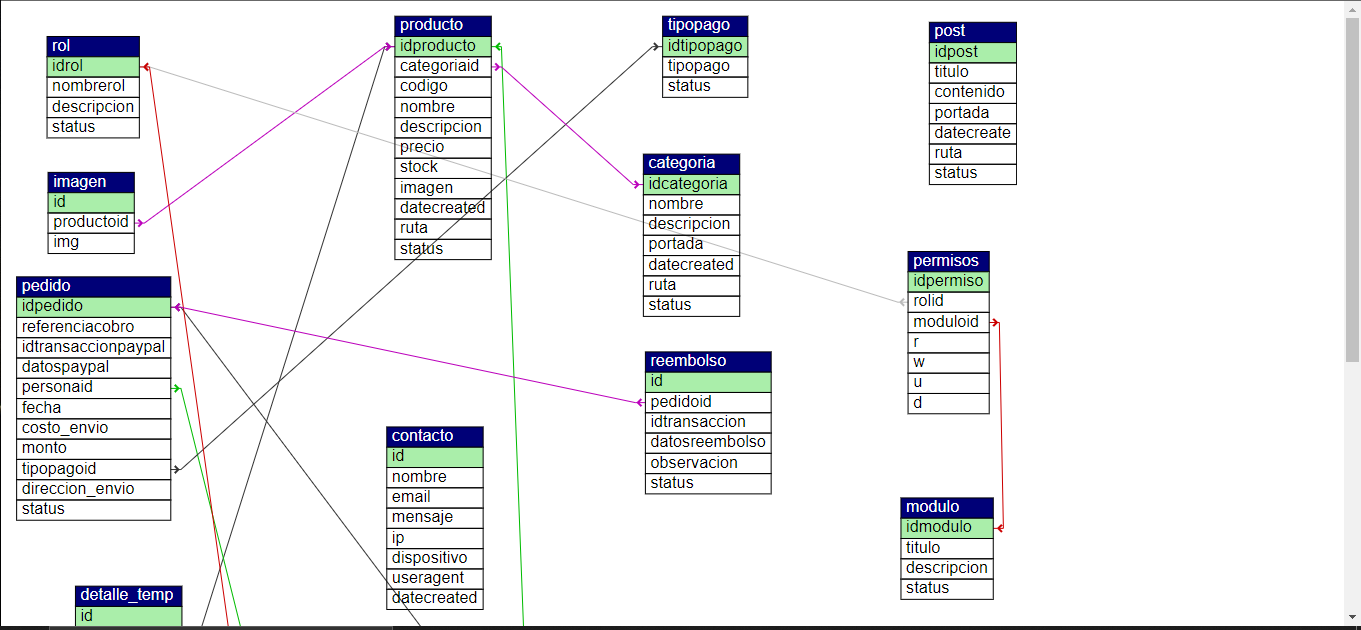 rol
idrol
nombrerol
descripcion
status
imagen
id
productoid
img
pedido
idpedido
referenciacobro
idtransaccionpaypal
datospaypal
personaid
fecha
costo_envio
monto
tipopagoid
direccion_envio
status
detalle_temp
id
producto
idproducto
categoriaid
codigo
nombre
descripcion
precio
stock
imagen
datecreated
ruta
status
contacto
id
nombre
email
mensaje
ip
dispositivo
useragent
datecreated
tipopago
idtipopago
tipopago
status
categoria
idcategoria
nombre
descripcion
portada
datecreated
ruta
status
reembolso
id
pedidoid
idtransaccion
datosreembolso
observacion
status
post
idpost
titulo
contenido
portada
datecreate
ruta
status
permisos
idpermiso
rolid
moduloid
r
w
u
d
modulo
idmodulo
titulo
descripcion
status